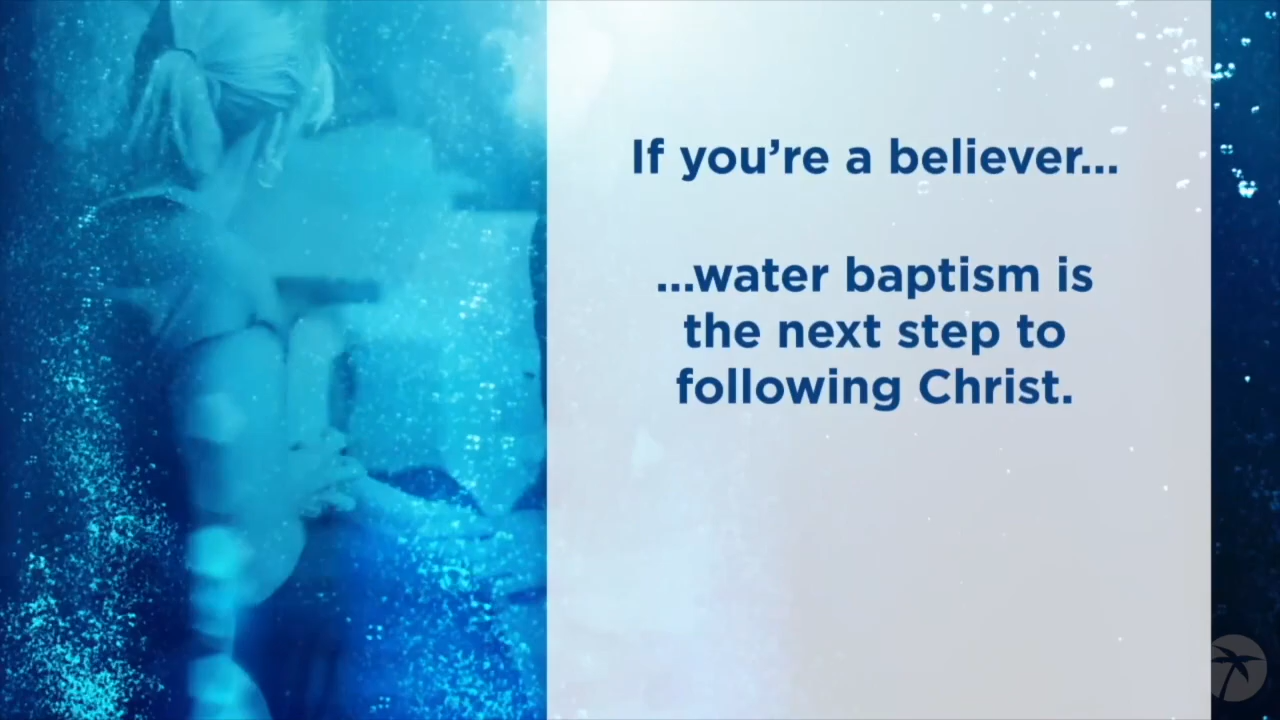 If you’re a believer...
...water baptism is
the next step to
following Christ.